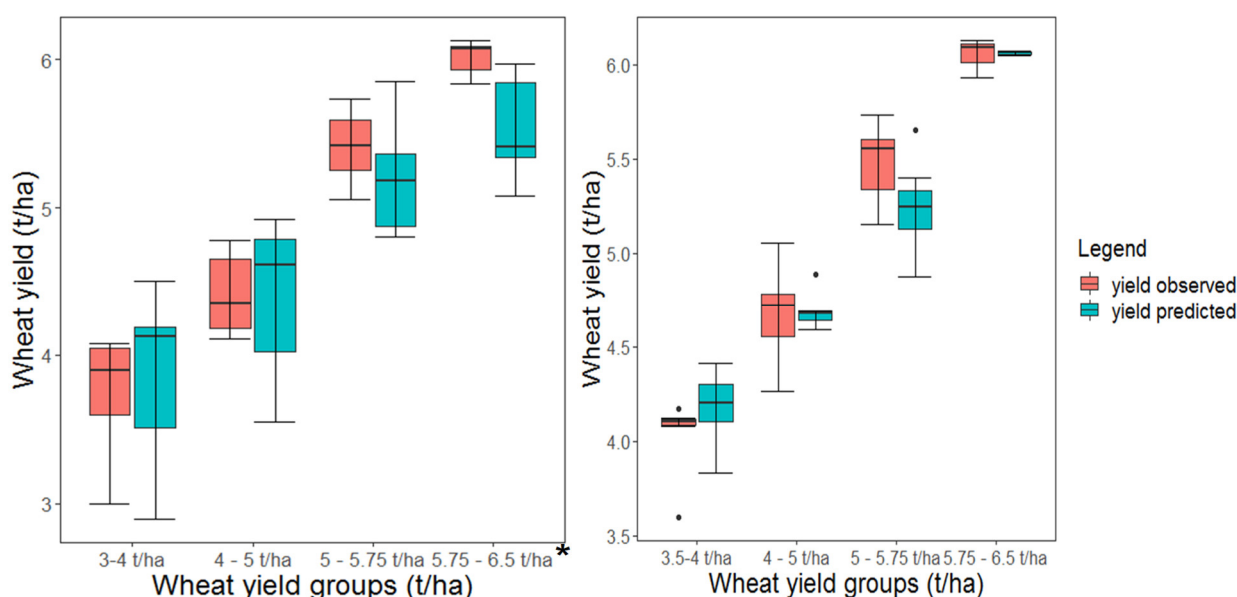 Wheat yield (t/ha)
6
5
4
3
3-4 t/ha
4 - 5 t/ha
5 - 5.75 t/ha
5.75 - 6.5 t/ha
*
Wheat yield groups (t/ha)
Wheat yield (t/ha)
6.0
5.5
5.0
4.5
4.0
3.5
3.5-4 t/ha
4 - 5 t/ha
5 - 5.75 t/ha
5.75 - 6.5 t/ha
Wheat yield groups (t/ha)
Legend
yield observed
yield predicted